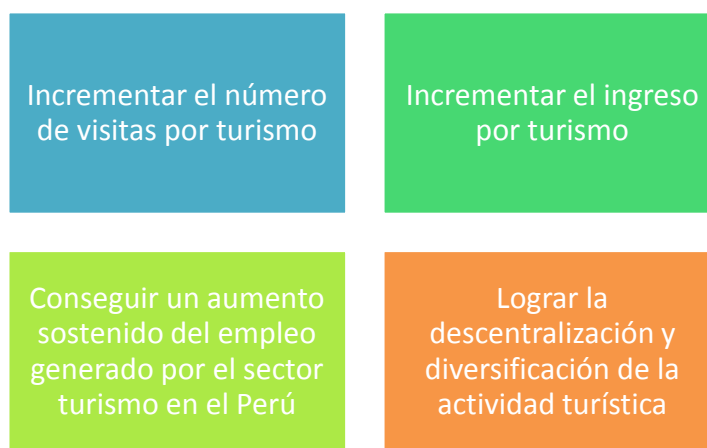 Incrementar el número
de visitas por turismo
Incrementar el ingreso
por turismo
Conseguir un aumento
sostenido del empleo
generado por el sector
turismo en el Perú
Lograr la
descentralización y
diversificación de la
actividad turística